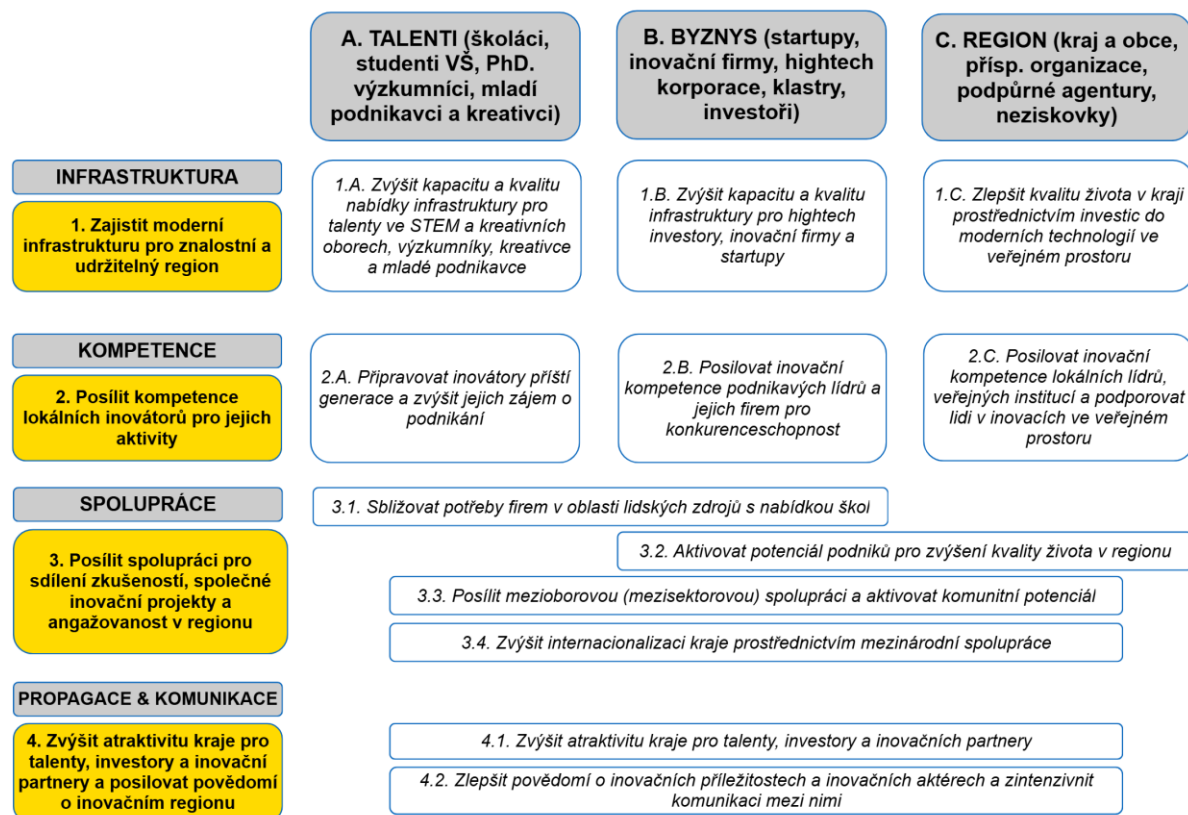 A. TALENTI (školáci,
studenti VŠ, PhD.
výzkumníci, mladí
podnikavci a kreativci)
B. BYZNYS (startupy,
inovační firmy, hightech
korporace, klastry,
investoři)
C. REGION (kraj a obce,
přísp. organizace,
podpůrné agentury,
neziskovky)
INFRASTRUKTURA
1. Zajistit moderní
infrastrukturu pro znalostní a
udržitelný region
1.A. Zvýšit kapacitu a kvalitu
nabídky infrastruktury pro
talenty ve STEM a kreativních
oborech, výzkumníky, kreativce
a mladé podnikavce
1.B. Zvýšit kapacitu a kvalitu
infrastruktury pro hightech
investory, inovační firmy a
startupy
1.C. Zlepšit kvalitu života v kraji
prostřednictvím investic do
moderních technologií ve
veřejném prostoru
KOMPETENCE
2. Posílit kompetence
lokálních inovátorů pro jejich
aktivity
2.A. Připravovat inovátory příští
generace a zvýšit jejich zájem o
podnikání
2.B. Posilovat inovační
kompetence podnikavých lídrů a
jejich firem pro
konkurenceschopnost
2.C. Posilovat inovační
kompetence lokálních lídrů,
veřejných institucí a podporovat
lidi v inovacích ve veřejném
prostoru
SPOLUPRÁCE
3. Posílit spolupráci pro
sdílení zkušeností, společné
inovační projekty a
angažovanost v regionu
3.1. Sbližovat potřeby firem v oblasti lidských zdrojů s nabídkou škol
3.2. Aktivovat potenciál podniků pro zvýšení kvality života v regionu
3.3. Posílit mezioborovou (mezisektorovou) spolupráci a aktivovat komunitní potenciál
3.4. Zvýšit internacionalizaci kraje prostřednictvím mezinárodní spolupráce
PROPAGACE & KOMUNIKACE
4. Zvýšit atraktivitu kraje pro
talenty, investory a inovační
partnery a posilovat povědomí
o inovačním regionu
4.1. Zvýšit atraktivitu kraje pro talenty, investory a inovačních partnery
4.2. Zlepšit povědomí o inovačních příležitostech a inovačních aktérech a zintenzivnit
komunikaci mezi nimi